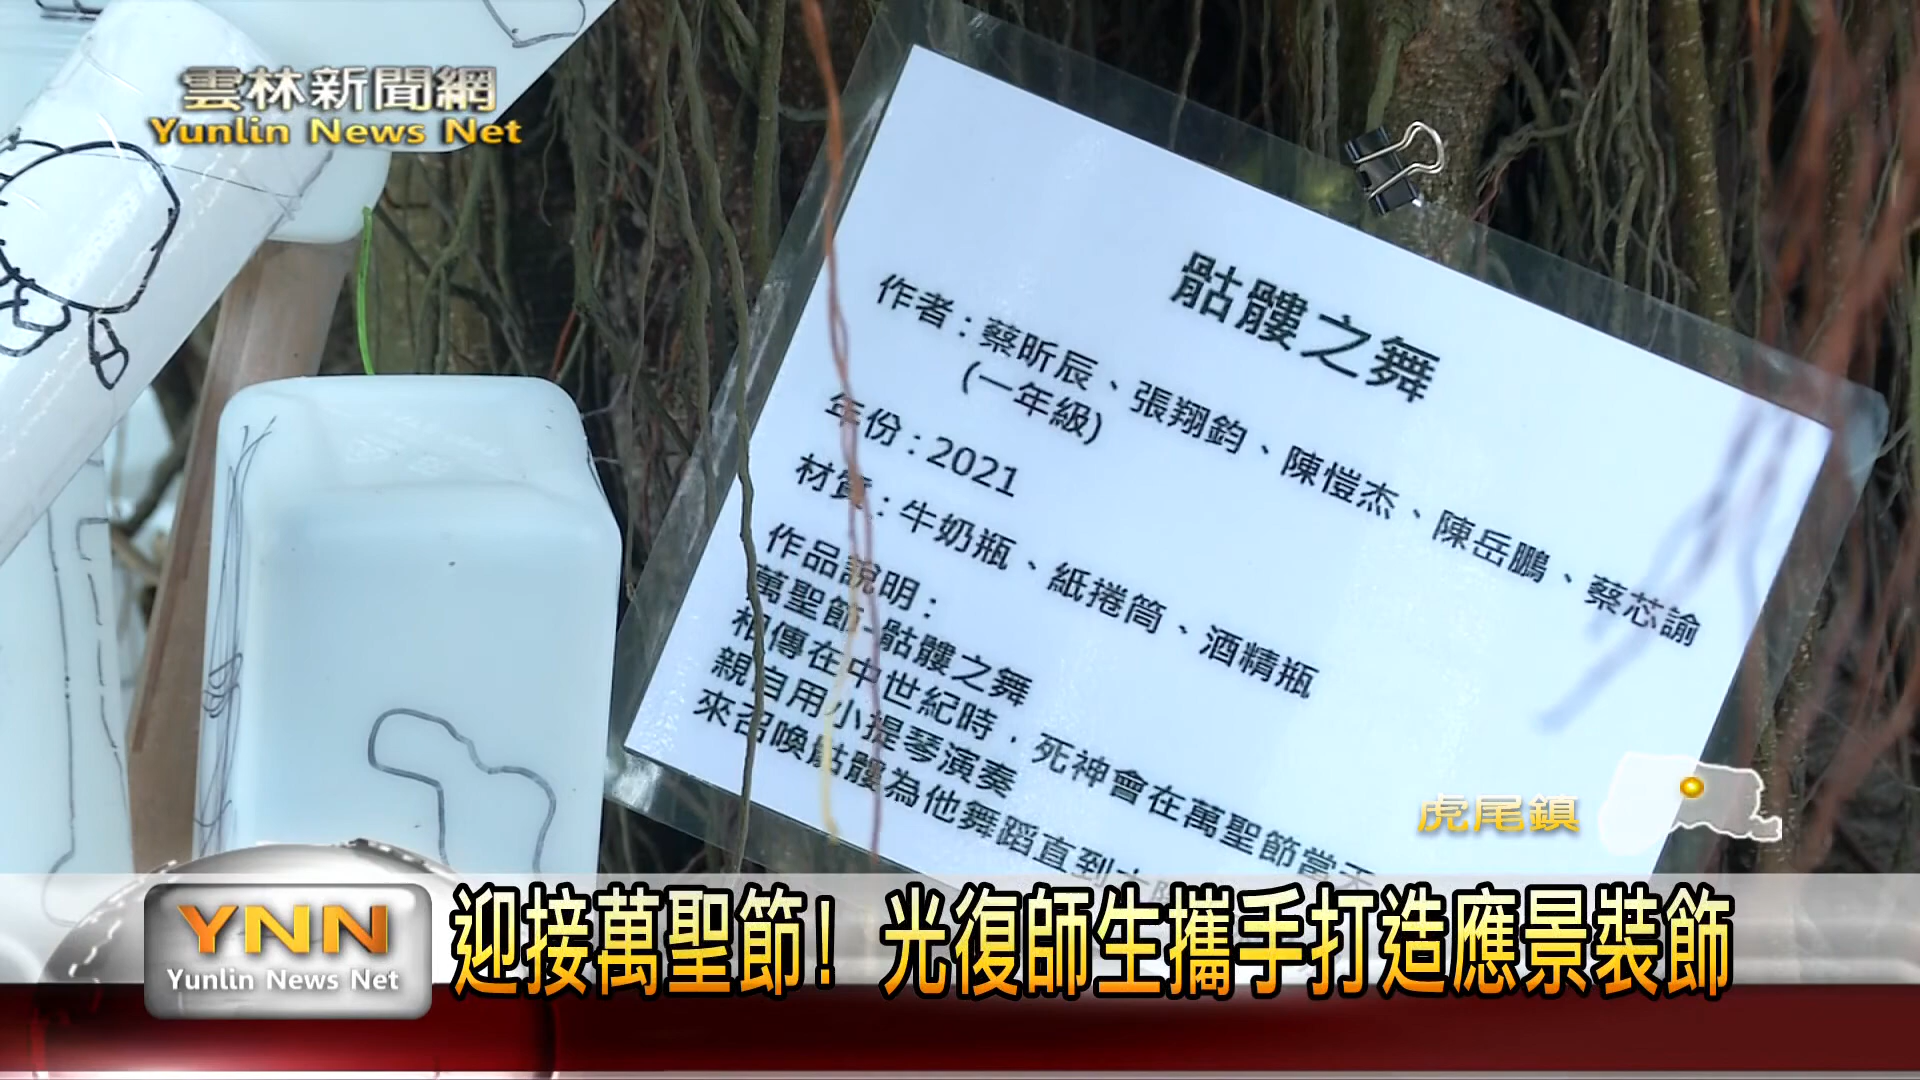 雲林新聞網
Yunlin News Net
骷髏之舞
作者：蔡昕辰、張翔鈞、陳愷杰、陳岳鵬、蔡芯諭
(一年級)
年份：2021
材質：牛奶瓶、紙捲筒、酒精瓶
作品說明：
萬聖節-骷髏之舞
相傳在中世紀時，死神會在萬聖節當天
親自用小提琴演奏
來召喚骷髏為他舞蹈直到
虎尾鎮
YNN
Yunlin News Net
迎接萬聖節! 光復師生攜手打造應景裝飾